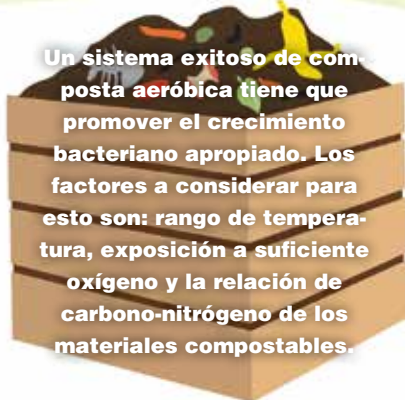 Un sistema exitoso de com-
posta aeróbica tiene que
promover el crecimiento
bacteriano apropiado. Los
factores a considerar para
esto son: rango de tempera-
tura, exposición a suficiente
oxígeno y la relación de
carbono-nitrógeno de los
materiales compostables.